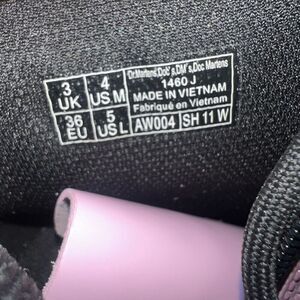 3 UK
4 US M
36 EU
5 US L
Dr.Martens,Doc's,DM's,Doc Martens
1460 J
MADE IN VIETNAM
Fabriqué en Vietnam
AW004 SH 11 W